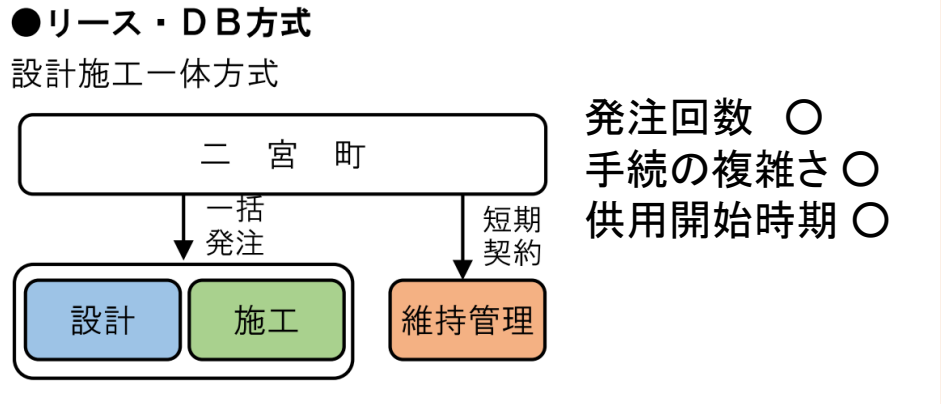 ●リース・ＤＢ方式
設計施工一体方式
二 宮 町
一括
発注
短期
契約
設計
施工
維持管理
発注回数 〇
手続の複雑さ〇
供用開始時期 〇